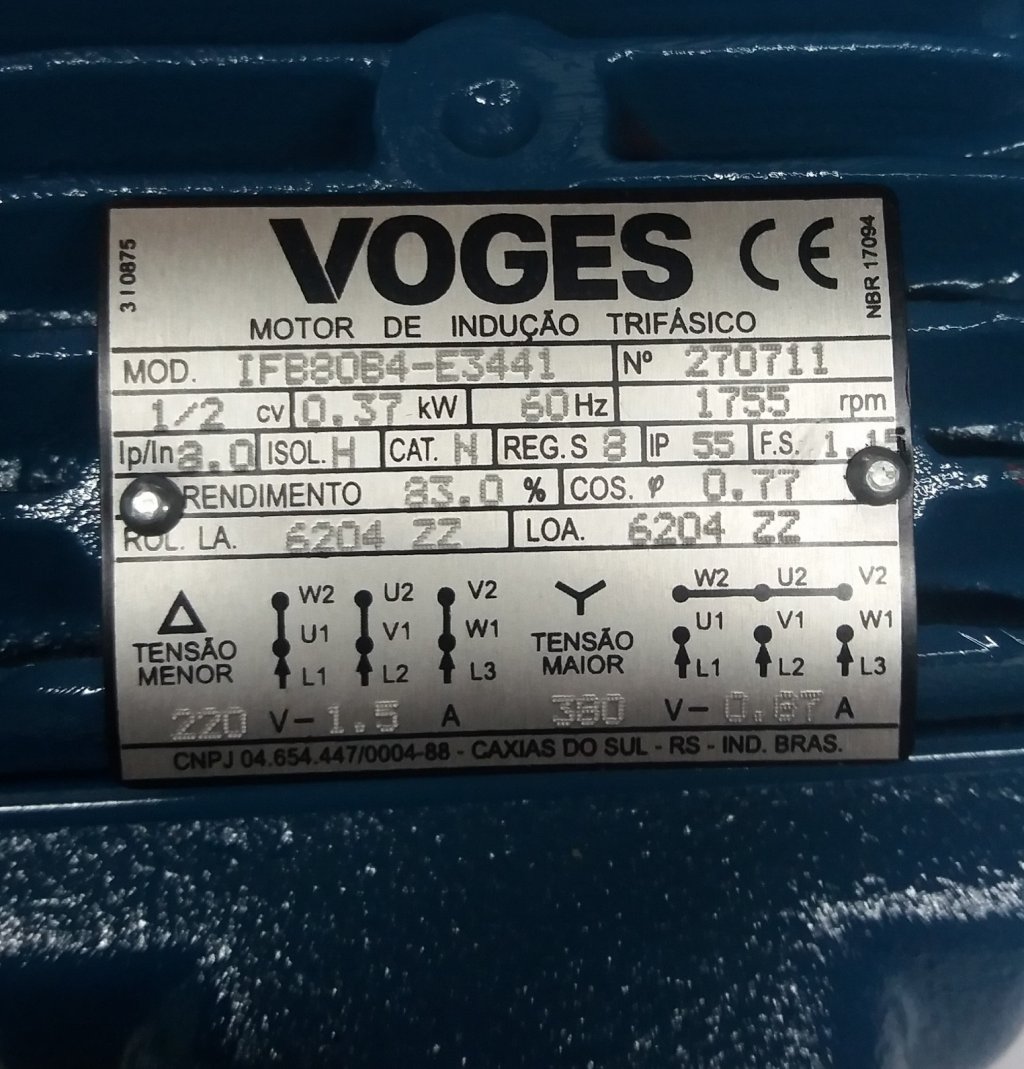 310875
VOGES CE
NBR 17094
MOTOR DE INDUÇÃO TRIFÁSICO
MOD. IFB80B4-E3441 Nº 270711
1/2 cv 0.37 kW 60 Hz 1755 rpm
Ip/In 8.0 ISOL. H CAT. N REG. S 8 IP 55 F.S. 1.15
RENDIMENTO 83.0 % COS. φ 0.77
ROL. LA. 6204 ZZ LOA. 6204 ZZ
W2 U2 V2 W2 U2 V2
U1 V1 W1 U1 V1 W1
TENSÃO TENSÃO
MENOR MAIOR
L1 L2 L3 L1 L2 L3
220 V- 1.5 A 380 V- 0.87 A
CNPJ 04.654.447/0004-88 - CAXIAS DO SUL - RS - IND. BRAS.